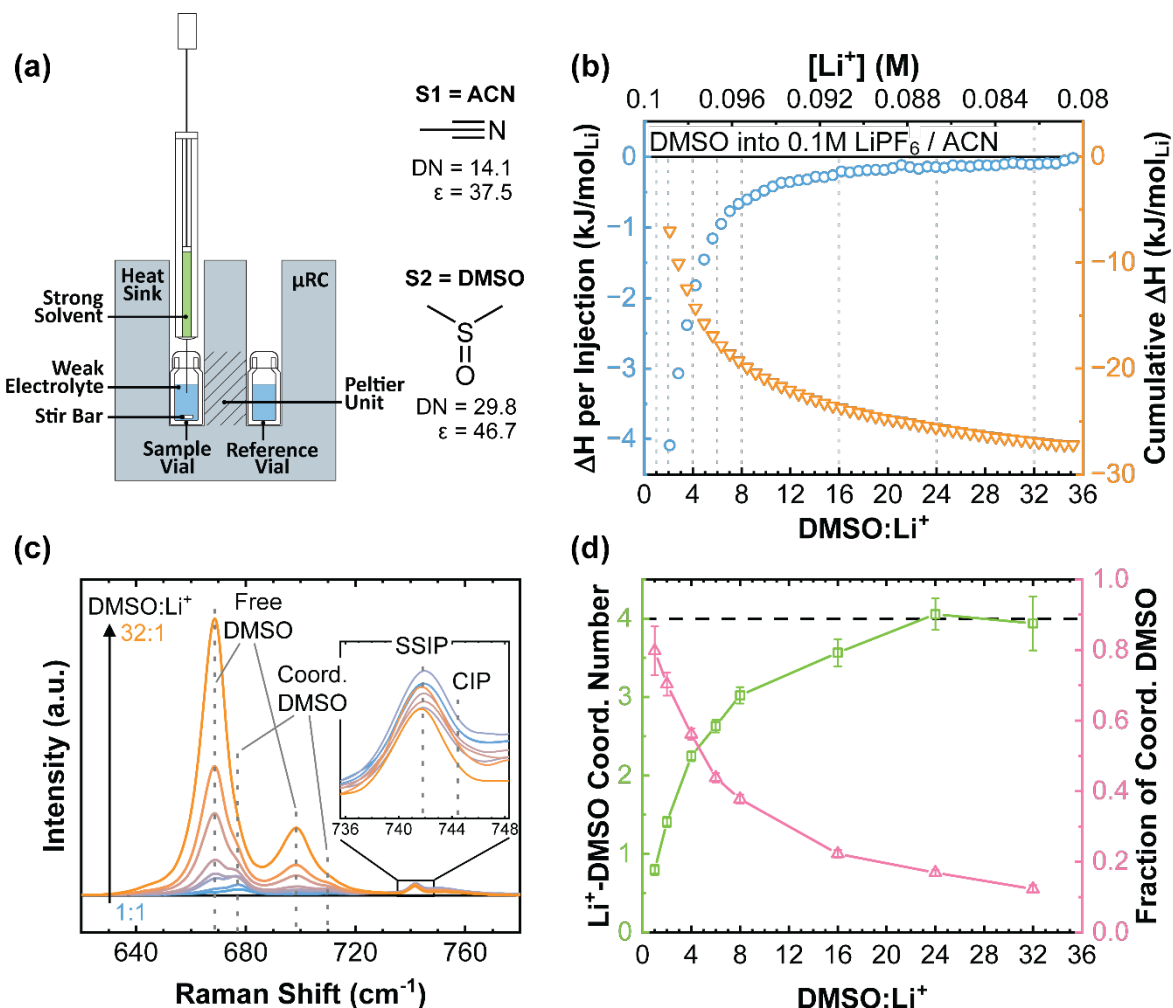 (a)
S1 = ACN
N
DN = 14.1
ε = 37.5
S2 = DMSO
S
O
DN = 29.8
ε = 46.7
Heat
Sink
μRC
Strong
Solvent
Weak
Electrolyte
Stir Bar
Peltier
Unit
Sample
Vial
Reference
Vial
(b)
[Li⁺] (M)
0.1 0.096 0.092 0.088 0.084 0.08
DMSO into 0.1M LiPF₆ / ACN
ΔH per Injection (kJ/molLi)
0
−1
−2
−3
−4
Cumulative ΔH (kJ/molLi)
0
−10
−20
−30
0 4 8 12 16 20 24 28 32 36
DMSO:Li⁺
(c)
Intensity (a.u.)
DMSO:Li⁺
32:1
1:1
Free
DMSO
Coord.
DMSO
SSIP
CIP
736 740 744 748
640 680 720 760
Raman Shift (cm⁻¹)
(d)
Li⁺-DMSO Coord. Number
4
3
2
1
0
Fraction of Coord. DMSO
1.0
0.8
0.6
0.4
0.2
0.0
0 4 8 12 16 20 24 28 32 36
DMSO:Li⁺